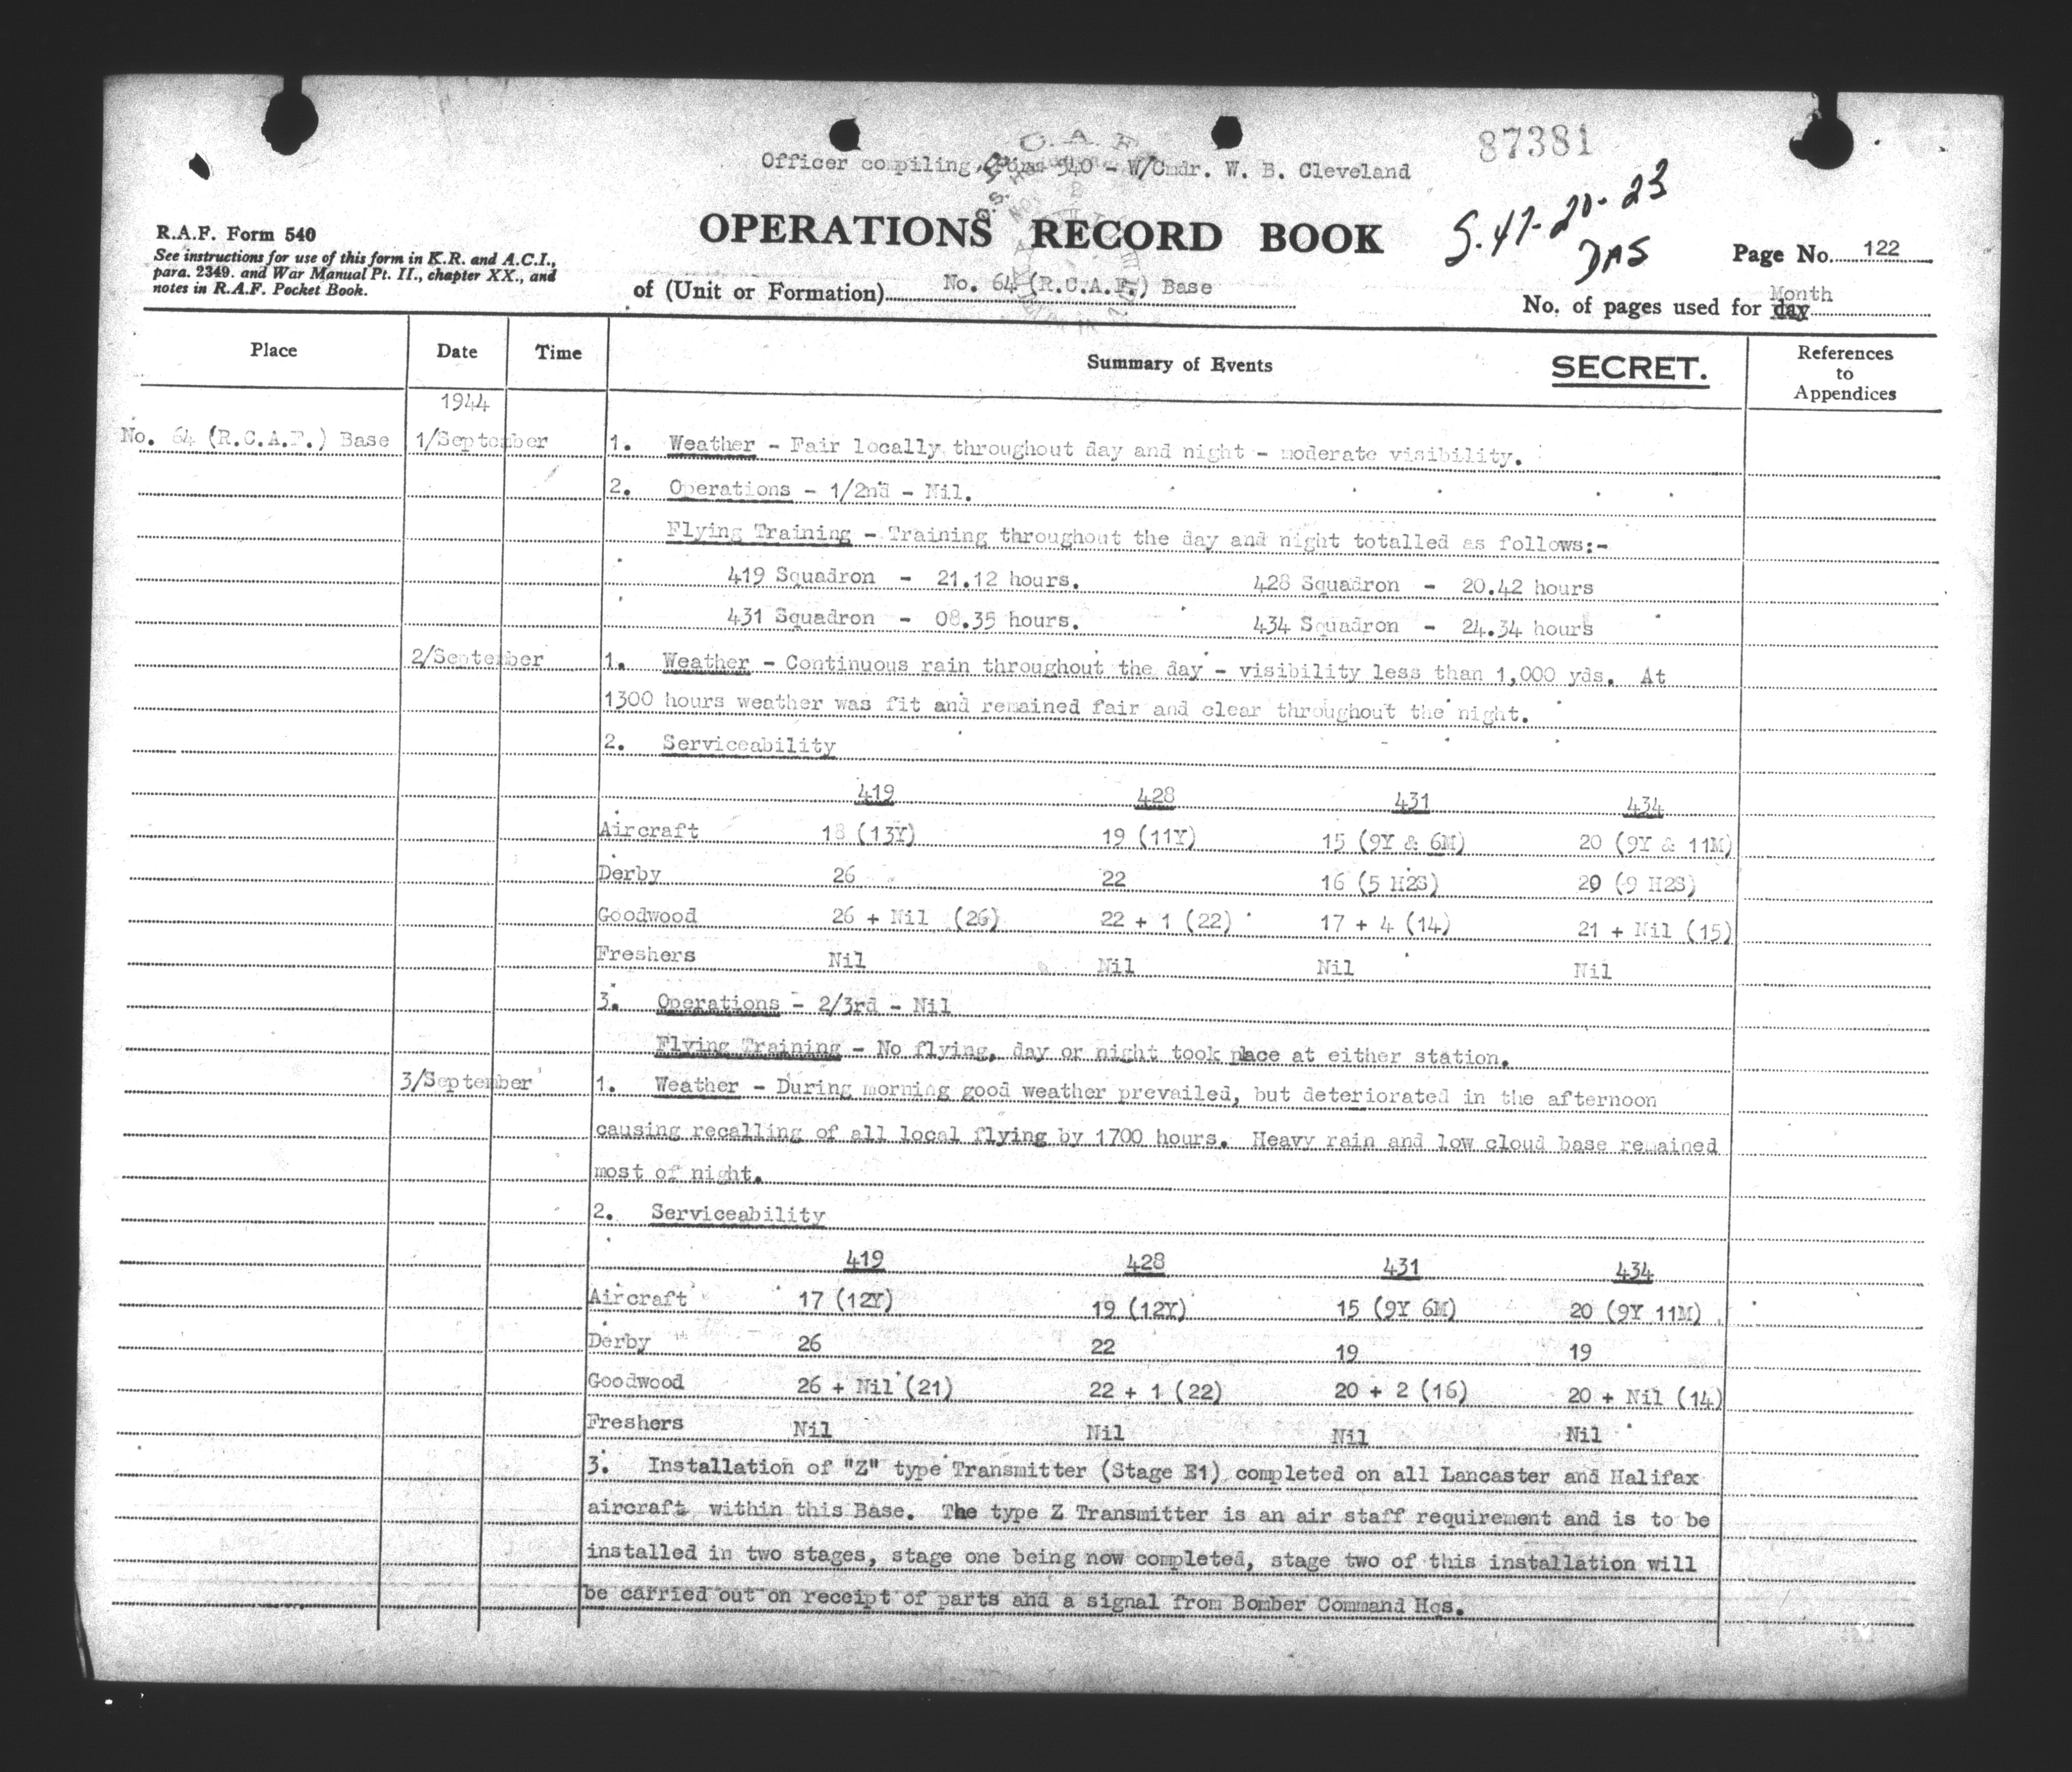 87381
Officer compiling Form 540 - W/Cmdr. W. B. Cleveland
S.47-20-23
DAS
R.A.F. Form 540
See instructions for use of this form in K.R. and A.C.I.,
para. 2349. and War Manual Pt. II., chapter XX., and
notes in R.A.F. Pocket Book.
OPERATIONS RECORD BOOK
Page No. 122
of (Unit or Formation) No. 64 (R.C.A.F.) Base
No. of pages used for day Month
Place Date Time Summary of Events SECRET. References to Appendices
1944
No. 64 (R.C.A.F.) Base 1/September 1. Weather - Fair locally throughout day and night - moderate visibility.
2. Operations - 1/2nd - Nil.
Flying Training - Training throughout the day and night totalled as follows:-
419 Squadron - 21.12 hours. 428 Squadron - 20.42 hours
431 Squadron - 08.35 hours. 434 Squadron - 24.34 hours
2/September 1. Weather - Continuous rain throughout the day - visibility less than 1,000 yds. At
1300 hours weather was fit and remained fair and clear throughout the night.
2. Serviceability
419 428 431 434
Aircraft 18 (13Y) 19 (11Y) 15 (9Y & 6M) 20 (9Y & 11M)
Derby 26 22 16 (5 H2S) 20 (9 H2S)
Goodwood 26 + Nil (26) 22 + 1 (22) 17 + 4 (14) 21 + Nil (15)
Freshers Nil Nil Nil Nil
3. Operations - 2/3rd - Nil
Flying Training - No flying, day or night took place at either station.
3/September 1. Weather - During morning good weather prevailed, but deteriorated in the afternoon
causing recalling of all local flying by 1700 hours. Heavy rain and low cloud base remained
most of night.
2. Serviceability
419 428 431 434
Aircraft 17 (12Y) 19 (12Y) 15 (9Y 6M) 20 (9Y 11M)
Derby 26 22 19 19
Goodwood 26 + Nil (21) 22 + 1 (22) 20 + 2 (16) 20 + Nil (14)
Freshers Nil Nil Nil Nil
3. Installation of "Z" type Transmitter (Stage E1) completed on all Lancaster and Halifax
aircraft within this Base. The type Z Transmitter is an air staff requirement and is to be
installed in two stages, stage one being now completed, stage two of this installation will
be carried out on receipt of parts and a signal from Bomber Command Hqs.